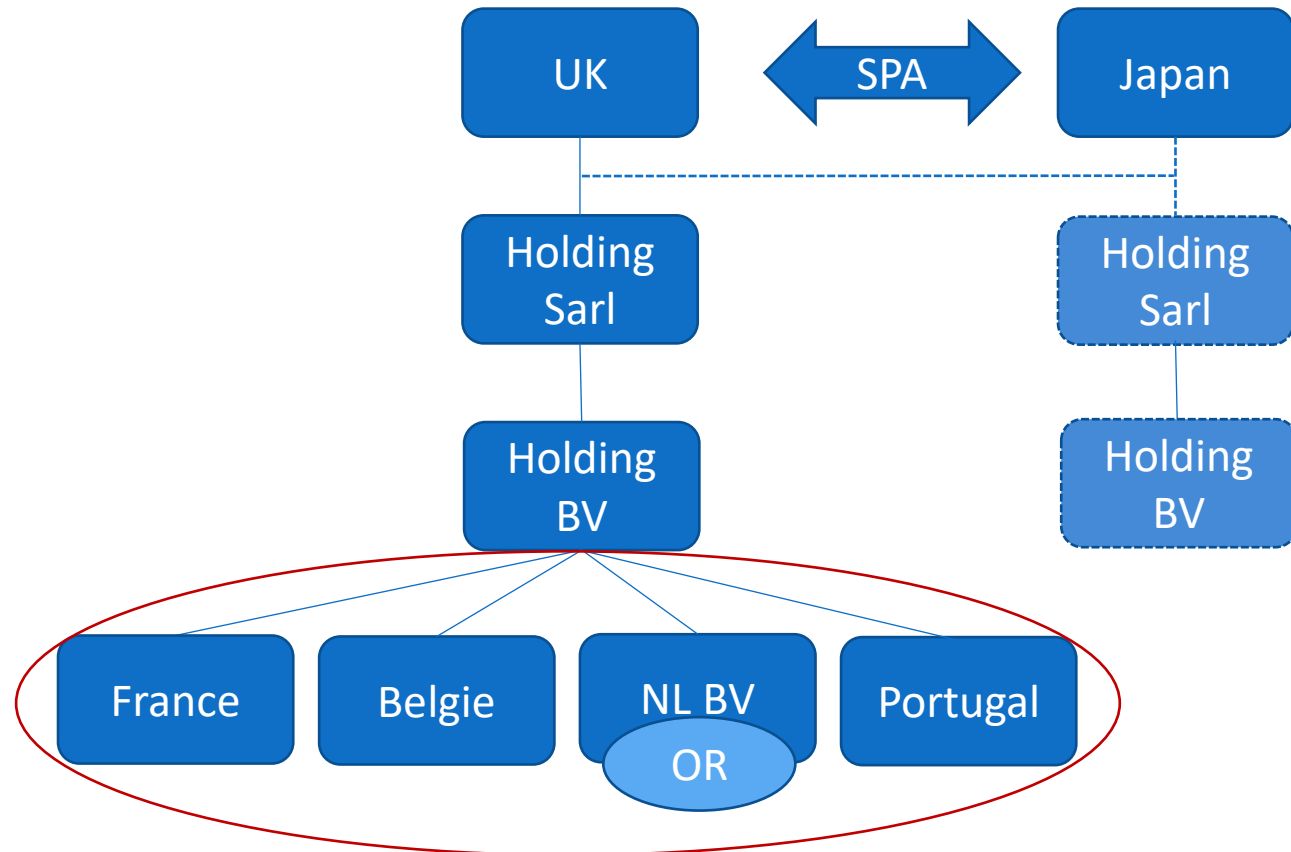 UK
SPA
Japan
Holding
Sarl
Holding
Sarl
Holding
BV
Holding
BV
France
Belgie
NL BV
Portugal
OR